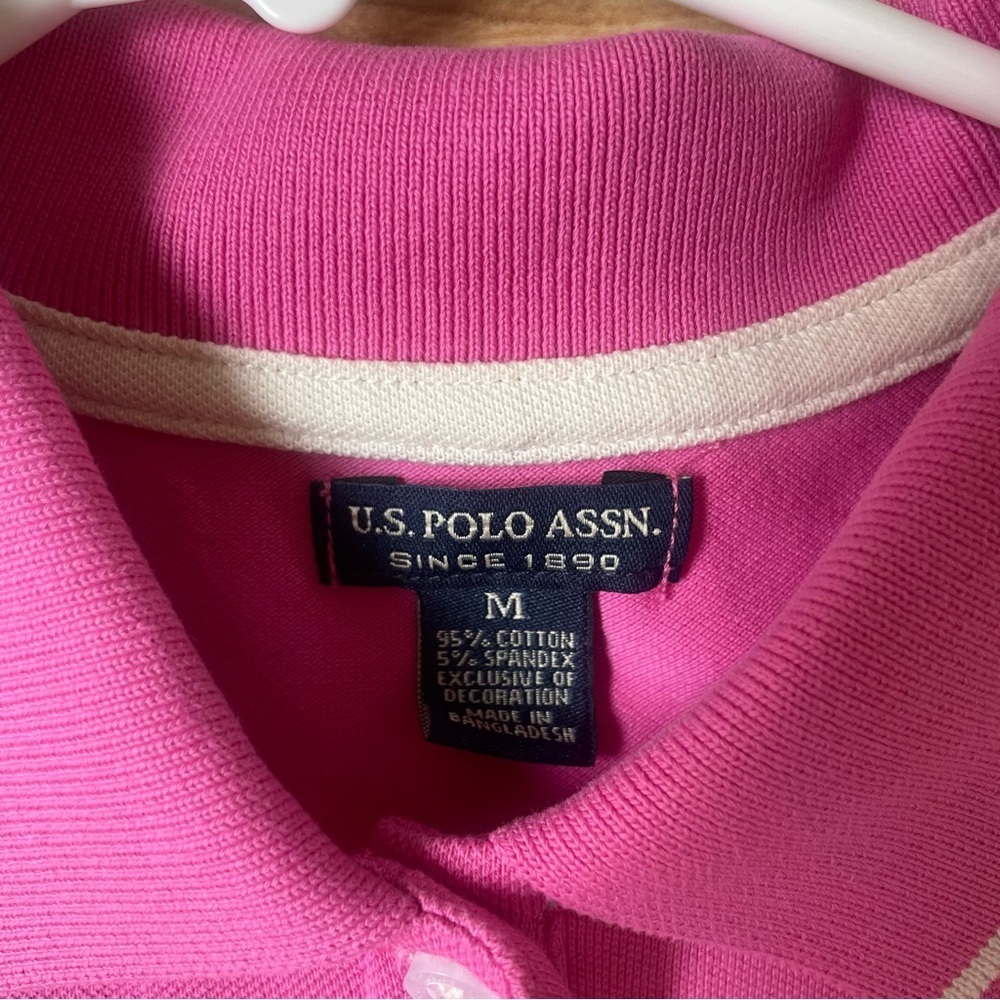 U.S. POLO ASSN.
SINCE 1890
M
95% COTTON
5% SPANDEX
EXCLUSIVE OF
DECORATION
MADE IN
BANGLADESH